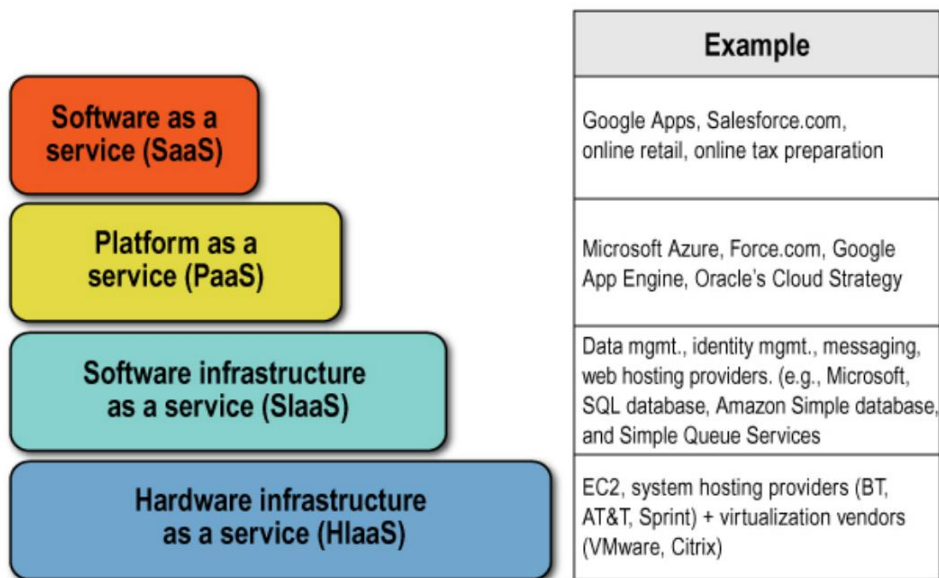 Example
Software as a
service (SaaS)
Google Apps, Salesforce.com,
online retail, online tax preparation
Platform as a
service (PaaS)
Microsoft Azure, Force.com, Google
App Engine, Oracle's Cloud Strategy
Software infrastructure
as a service (SIaaS)
Data mgmt., identity mgmt., messaging,
web hosting providers. (e.g., Microsoft,
SQL database, Amazon Simple database,
and Simple Queue Services
Hardware infrastructure
as a service (HIaaS)
EC2, system hosting providers (BT,
AT&T, Sprint) + virtualization vendors
(VMware, Citrix)